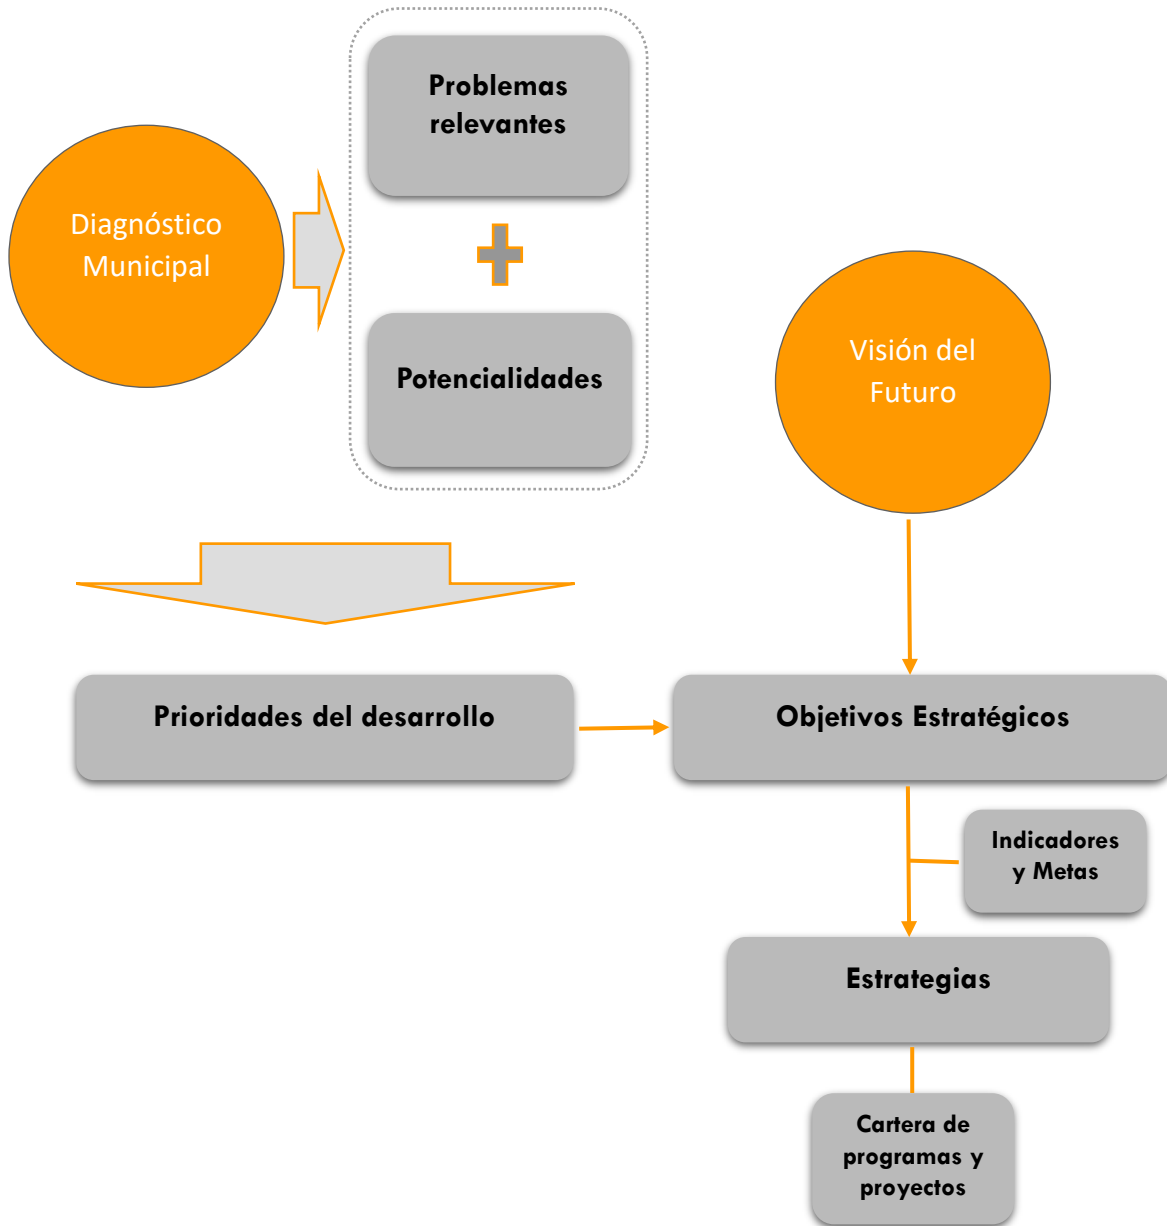 Problemas
relevantes
Diagnóstico
Municipal
Potencialidades
Visión del
Futuro
Prioridades del desarrollo
Objetivos Estratégicos
Indicadores
y Metas
Estrategias
Cartera de
programas y
proyectos